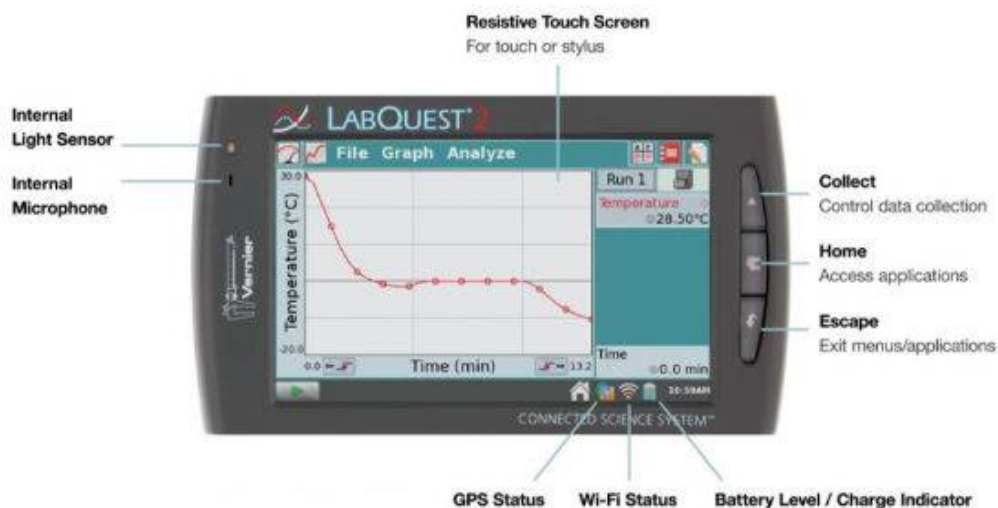 Resistive Touch Screen
For touch or stylus
Internal
Light Sensor
Internal
Microphone
LABQUEST® 2
File Graph Analyze
Run 1
Temperature
28.50°C
30.0
Temperature (°C)
-20.0
0.0
Time (min)
13.2
Time
0.0 min
10:59AM
Vernier
CONNECTED SCIENCE SYSTEM™
Collect
Control data collection
Home
Access applications
Escape
Exit menus/applications
GPS Status
Wi-Fi Status
Battery Level / Charge Indicator